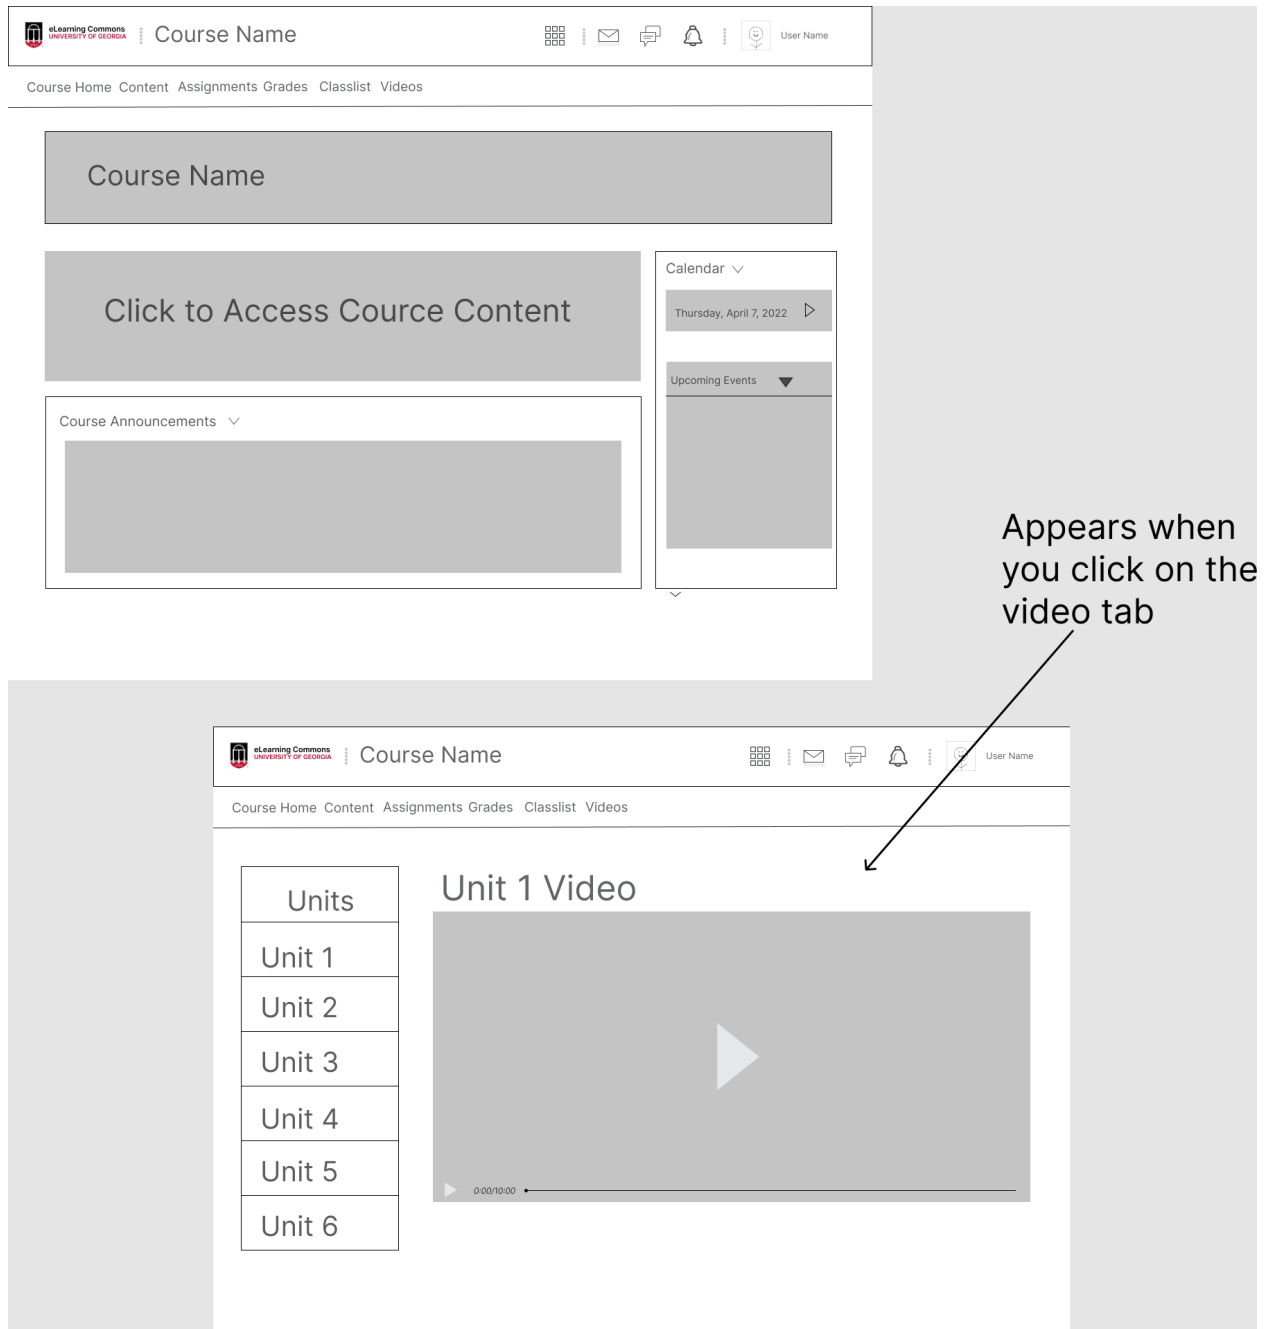 eLearning Commons
UNIVERSITY OF GEORGIA
Course Name
User Name
Course Home Content Assignments Grades Classlist Videos
Course Name
Click to Access Cource Content
Calendar
Thursday, April 7, 2022
Upcoming Events
Course Announcements
Appears when
you click on the
video tab
eLearning Commons
UNIVERSITY OF GEORGIA
Course Name
User Name
Course Home Content Assignments Grades Classlist Videos
Units
Unit 1
Unit 2
Unit 3
Unit 4
Unit 5
Unit 6
Unit 1 Video
0:00/10:00